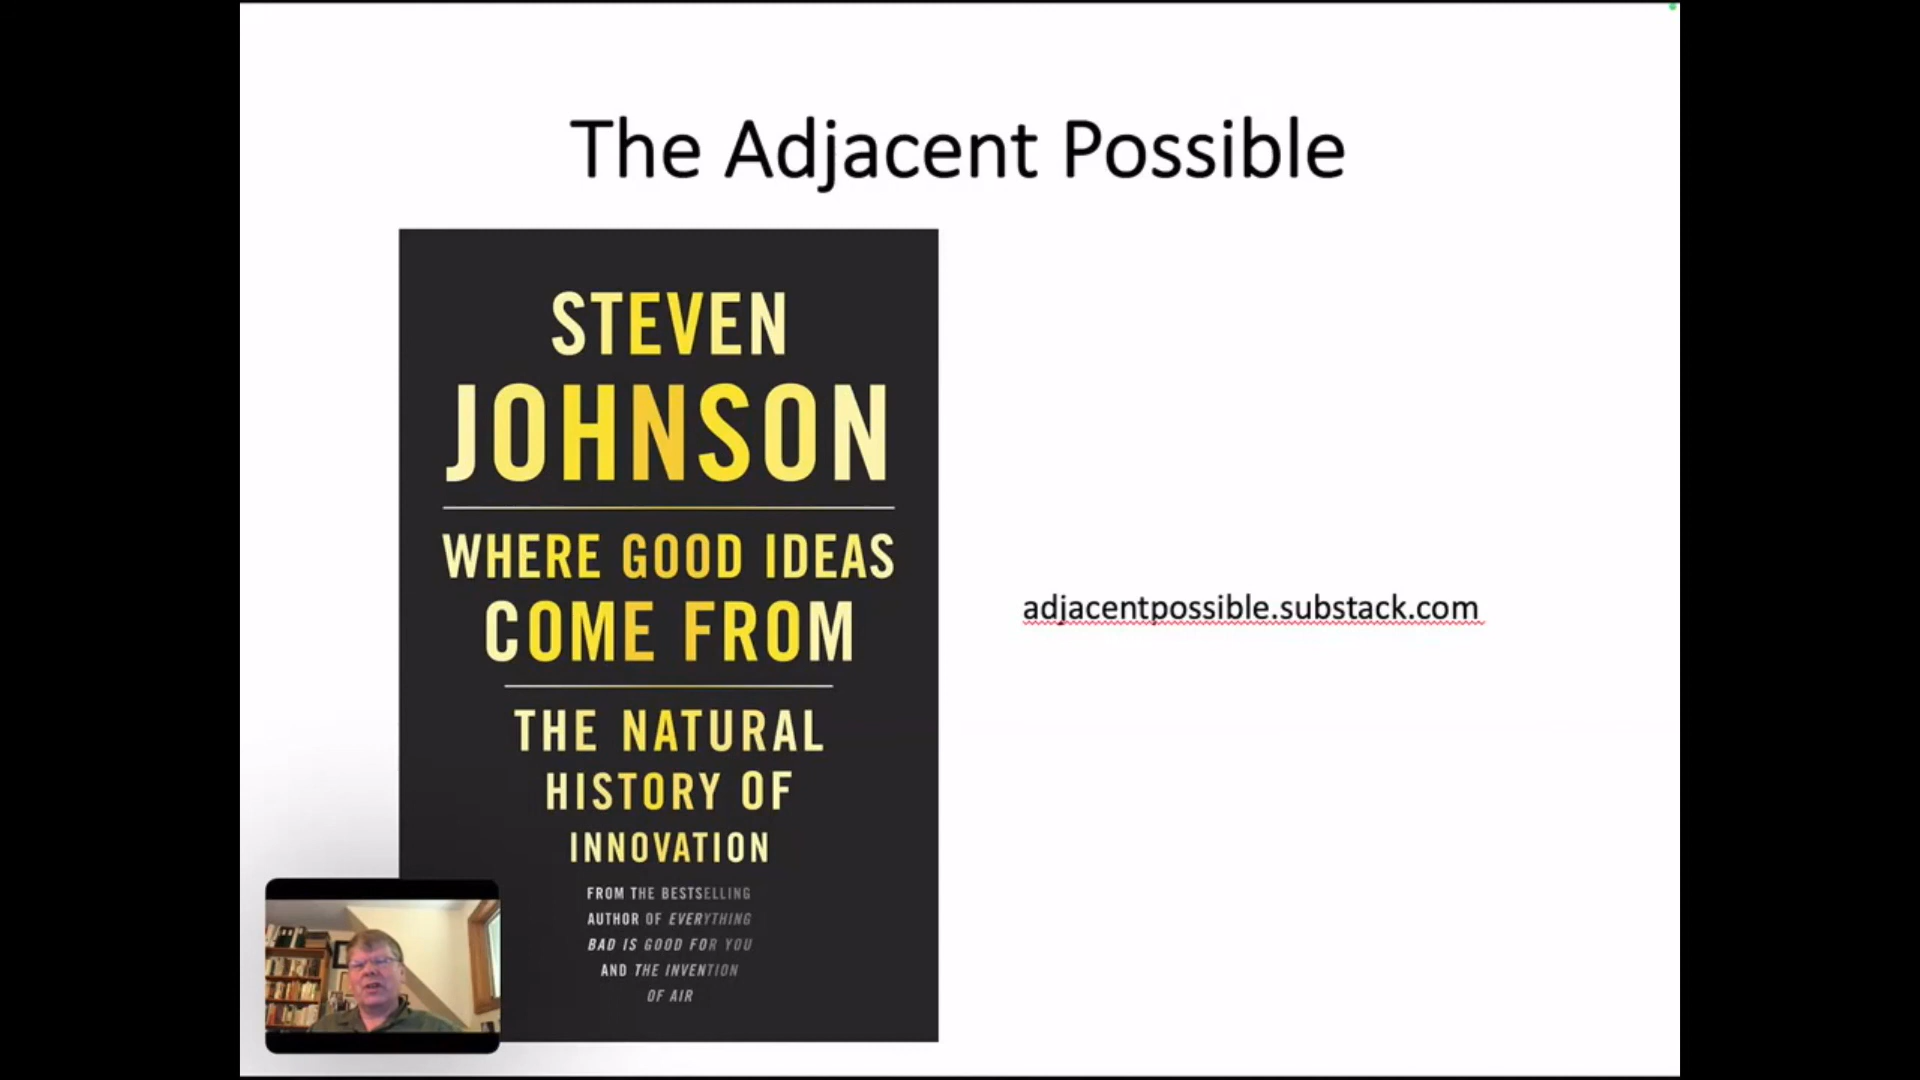 The Adjacent Possible
STEVEN
JOHNSON
WHERE GOOD IDEAS
COME FROM
THE NATURAL
HISTORY OF
INNOVATION
FROM THE BESTSELLING
AUTHOR OF EVERYTHING
BAD IS GOOD FOR YOU
AND THE INVENTION
OF AIR
adjacentpossible.substack.com